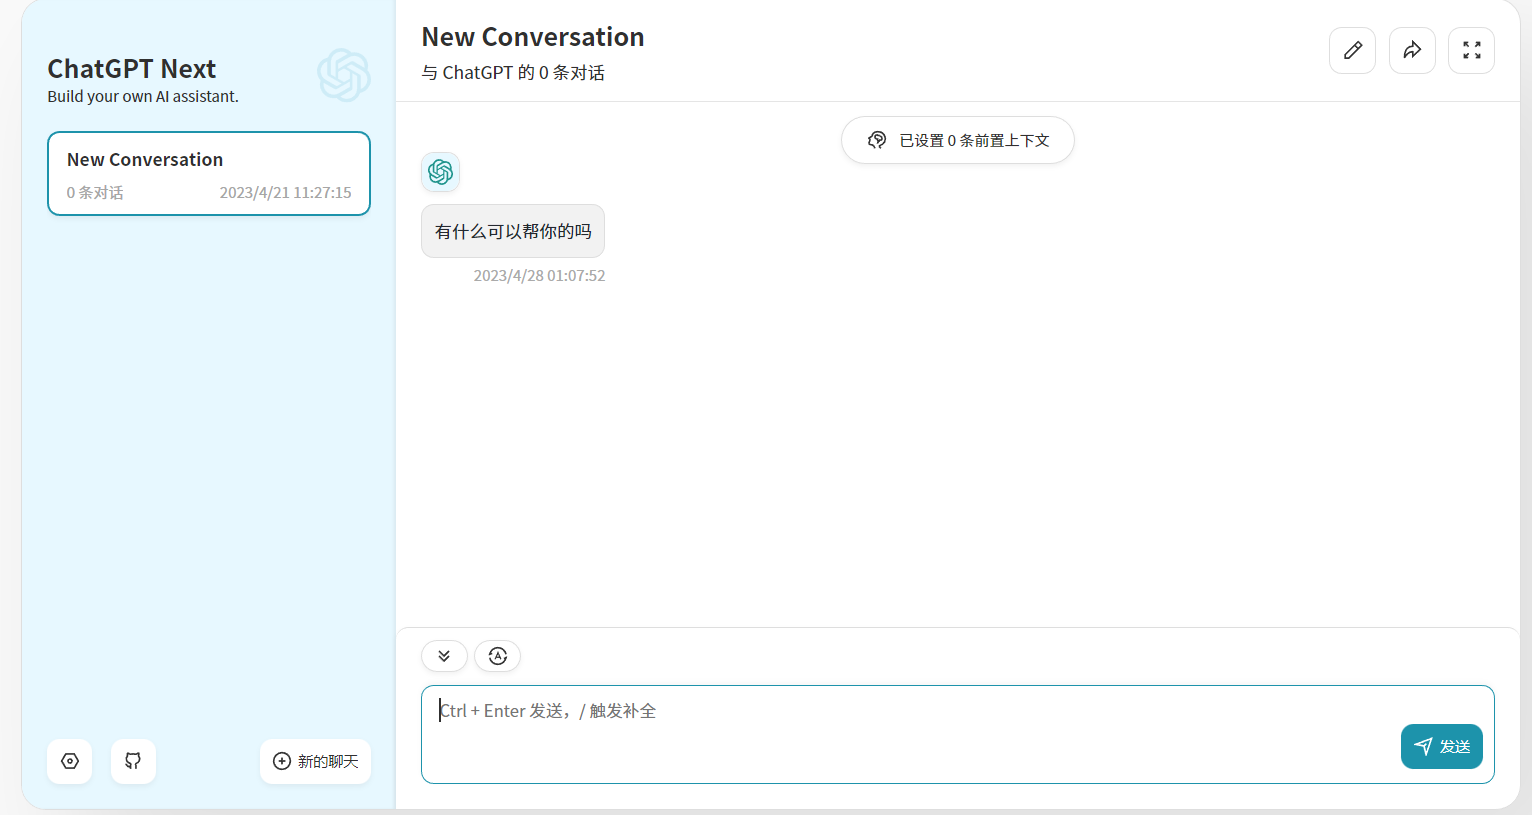 ChatGPT Next
Build your own AI assistant.
New Conversation
0 条对话
2023/4/21 11:27:15
新的聊天
New Conversation
与 ChatGPT 的 0 条对话
已设置 0 条前置上下文
有什么可以帮你的吗
2023/4/28 01:07:52
A
Ctrl + Enter 发送，/ 触发补全
发送